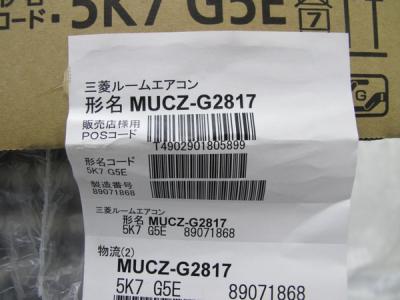 コード・5K7 G5E
三菱ルームエアコン
形名 MUCZ-G2817
販売店様用
POSコード
T4902901805899
形名コード
5K7 G5E
製造番号
89071868
三菱ルームエアコン
形名 MUCZ-G2817
5K7 G5E 89071868
物流(2)
MUCZ-G2817
5K7 G5E 89071868